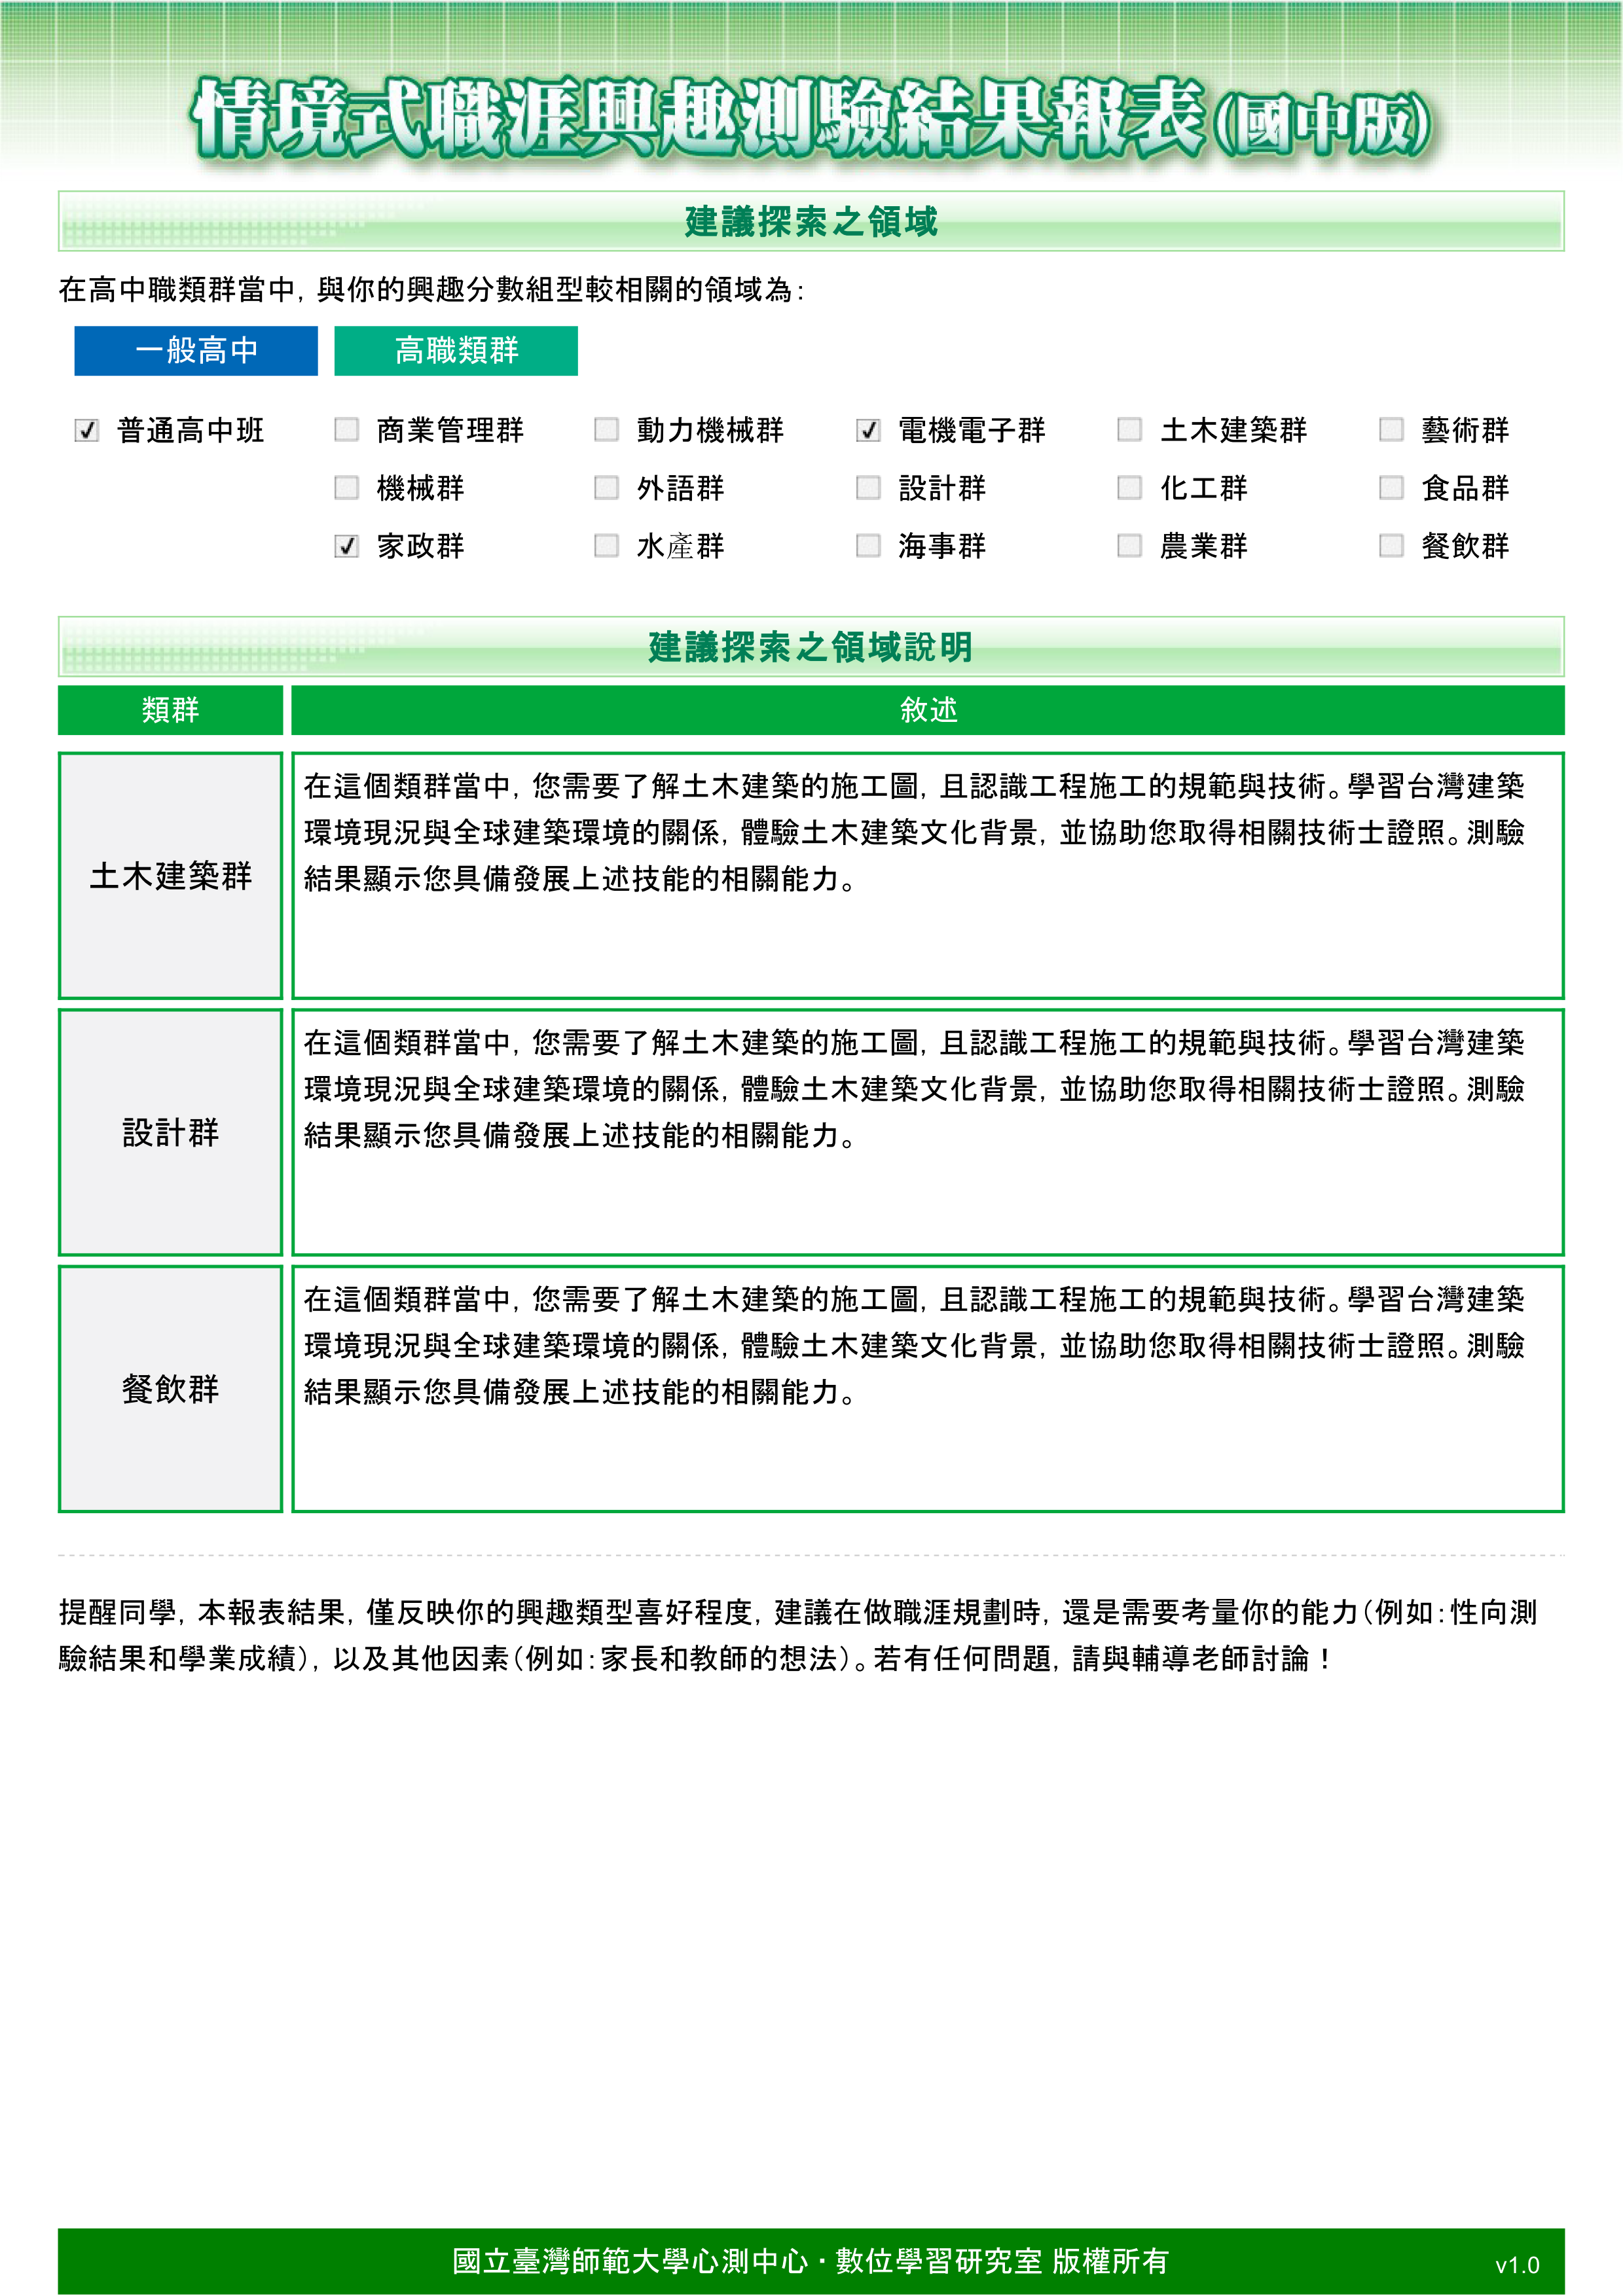 情境式職涯興趣測驗結果報表(國中版)
建議探索之領域
在高中職類群當中，與你的興趣分數組型較相關的領域為：
一般高中 高職類群
普通高中班 商業管理群 動力機械群 電機電子群 土木建築群 藝術群
機械群 外語群 設計群 化工群 食品群
家政群 水產群 海事群 農業群 餐飲群
建議探索之領域說明
類群 敘述
土木建築群
在這個類群當中，您需要了解土木建築的施工圖，且認識工程施工的規範與技術。學習台灣建築
環境現況與全球建築環境的關係，體驗土木建築文化背景，並協助您取得相關技術士證照。測驗
結果顯示您具備發展上述技能的相關能力。
設計群
在這個類群當中，您需要了解土木建築的施工圖，且認識工程施工的規範與技術。學習台灣建築
環境現況與全球建築環境的關係，體驗土木建築文化背景，並協助您取得相關技術士證照。測驗
結果顯示您具備發展上述技能的相關能力。
餐飲群
在這個類群當中，您需要了解土木建築的施工圖，且認識工程施工的規範與技術。學習台灣建築
環境現況與全球建築環境的關係，體驗土木建築文化背景，並協助您取得相關技術士證照。測驗
結果顯示您具備發展上述技能的相關能力。
提醒同學，本報表結果，僅反映你的興趣類型喜好程度，建議在做職涯規劃時，還是需要考量你的能力（例如：性向測
驗結果和學業成績），以及其他因素（例如：家長和教師的想法）。若有任何問題，請與輔導老師討論！
國立臺灣師範大學心測中心・數位學習研究室 版權所有 v1.0